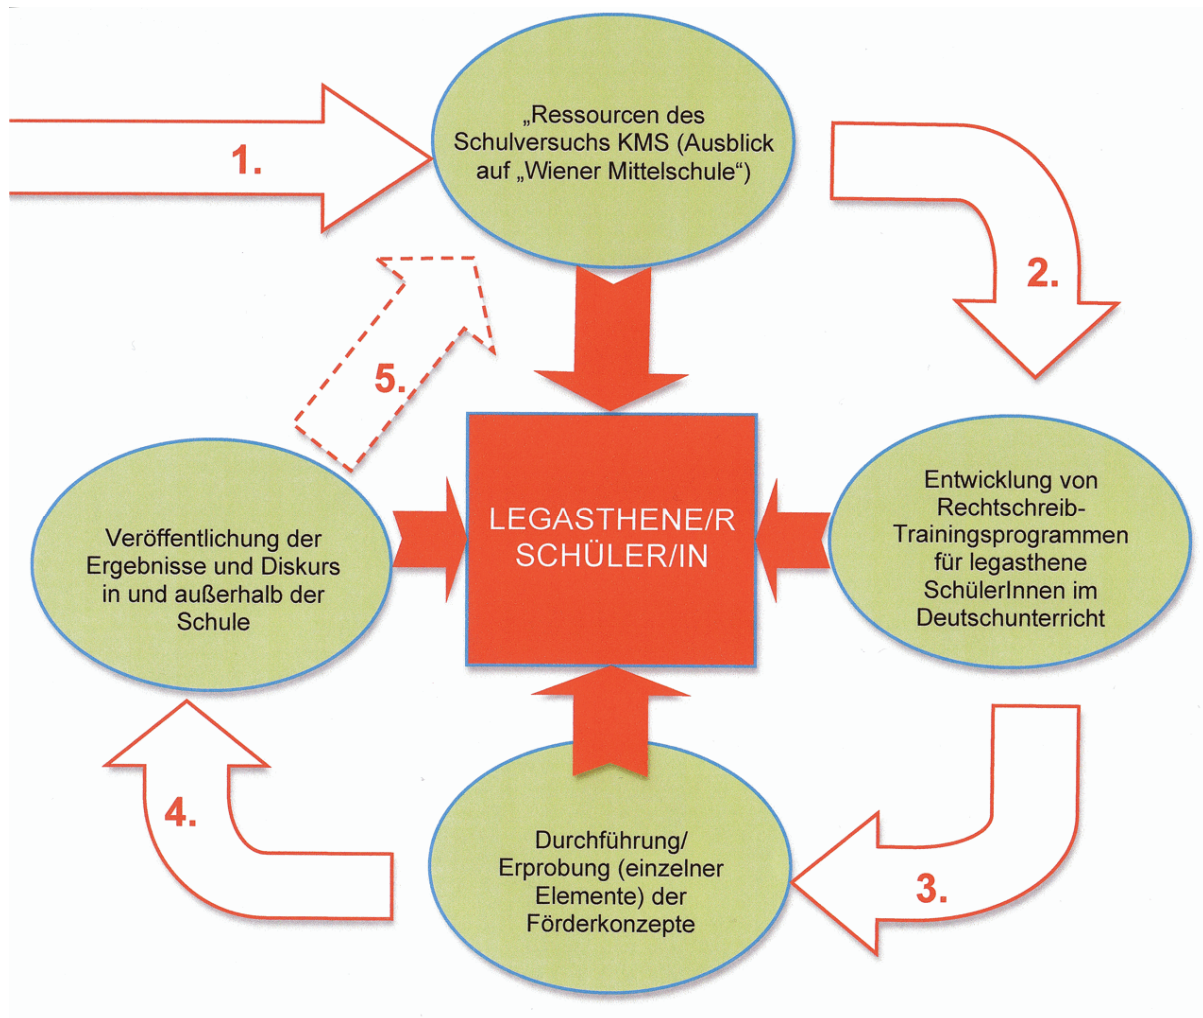 1.
„Ressourcen des
Schulversuchs KMS (Ausblick
auf „Wiener Mittelschule“)
2.
5.
LEGASTHENE/R
SCHÜLER/IN
Entwicklung von
Rechtschreib-
Trainingsprogrammen
für legasthene
SchülerInnen im
Deutschunterricht
Veröffentlichung der
Ergebnisse und Diskurs
in und außerhalb der
Schule
4.
Durchführung/
Erprobung (einzelner
Elemente) der
Förderkonzepte
3.